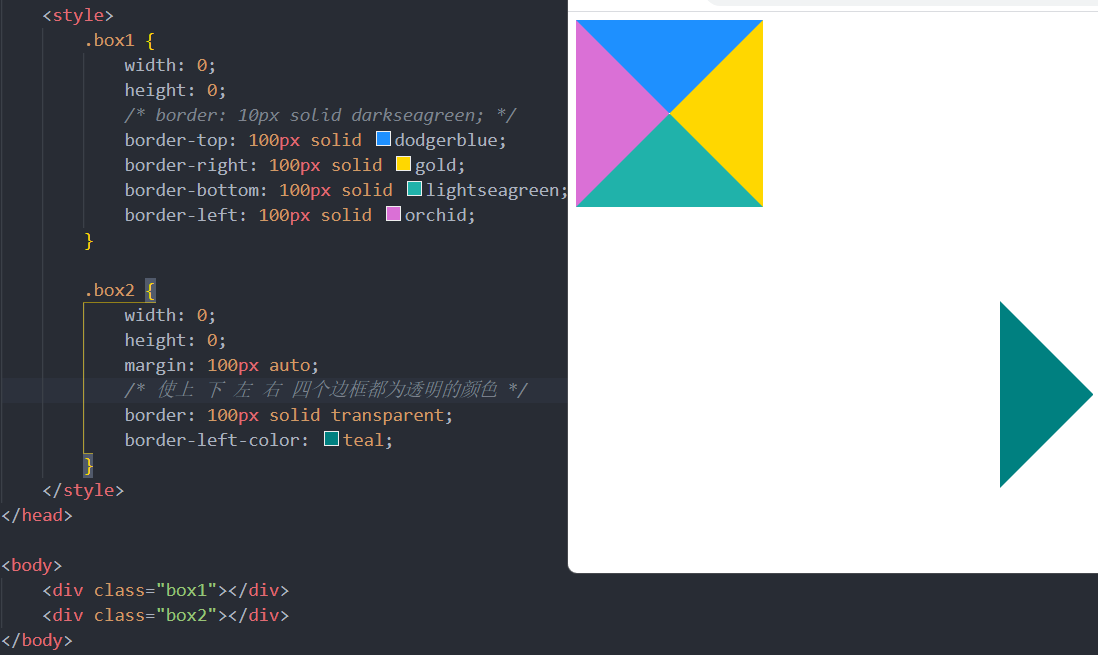 <style>
.box1 {
width: 0;
height: 0;
/* border: 10px solid darkseagreen; */
border-top: 100px solid dodgerblue;
border-right: 100px solid gold;
border-bottom: 100px solid lightseagreen;
border-left: 100px solid orchid;
}
.box2 {
width: 0;
height: 0;
margin: 100px auto;
/* 使上 下 左 右 四个边框都为透明的颜色 */
border: 100px solid transparent;
border-left-color: teal;
}
</style>
</head>
<body>
<div class="box1"></div>
<div class="box2"></div>
</body>